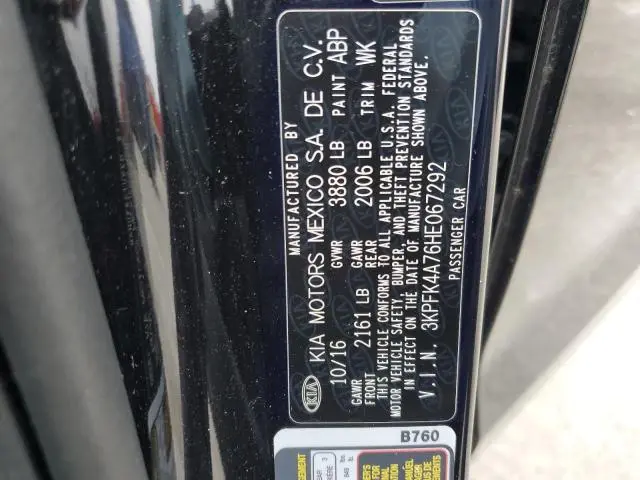 MANUFACTURED BY
KIA KIA MOTORS MEXICO S.A. DE C.V.
10/16 GVWR 3880 LB PAINT ABP
GAWR FRONT 2161 LB GAWR REAR 2006 LB TRIM WK
THIS VEHICLE CONFORMS TO ALL APPLICABLE U.S.A. FEDERAL
MOTOR VEHICLE SAFETY, BUMPER, AND THEFT PREVENTION STANDARDS
IN EFFECT ON THE DATE OF MANUFACTURE SHOWN ABOVE.
V.I.N. 3KPFK4A76HE067292
PASSENGER CAR
B760